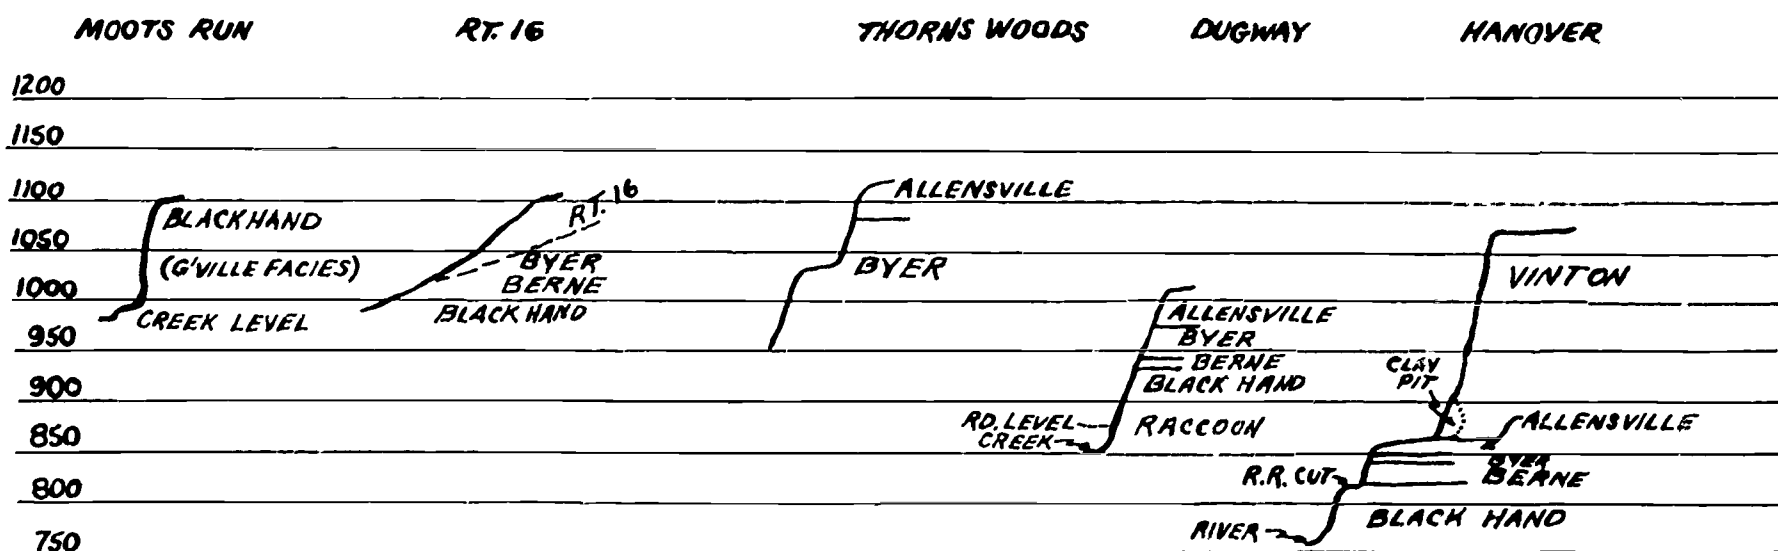 MOOTS RUN RT. 16 THORNS WOODS DUGWAY HANOVER
1200
1150
1100
1050
1000
950
900
850
800
750
BLACKHAND
(G'VILLE FACIES)
CREEK LEVEL
RT. 16
BYER
BERNE
BLACK HAND
ALLENSVILLE
BYER
ALLENSVILLE
BYER
BERNE
BLACK HAND
RD. LEVEL
CREEK
RACCOON
VINTON
CLAY
PIT
ALLENSVILLE
BYER
BERNE
R.R. CUT
BLACK HAND
RIVER